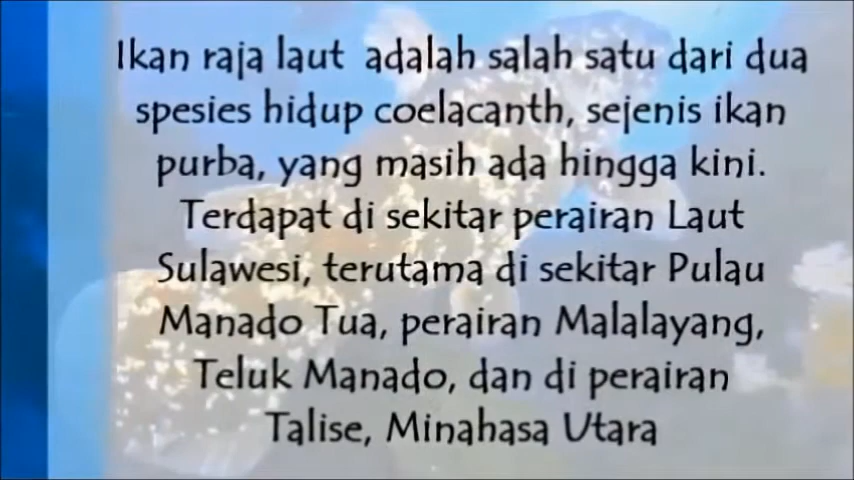 Ikan raja laut adalah salah satu dari dua
spesies hidup coelacanth, sejenis ikan
purba, yang masih ada hingga kini.
Terdapat di sekitar perairan Laut
Sulawesi, terutama di sekitar Pulau
Manado Tua, perairan Malalayang,
Teluk Manado, dan di perairan
Talise, Minahasa Utara